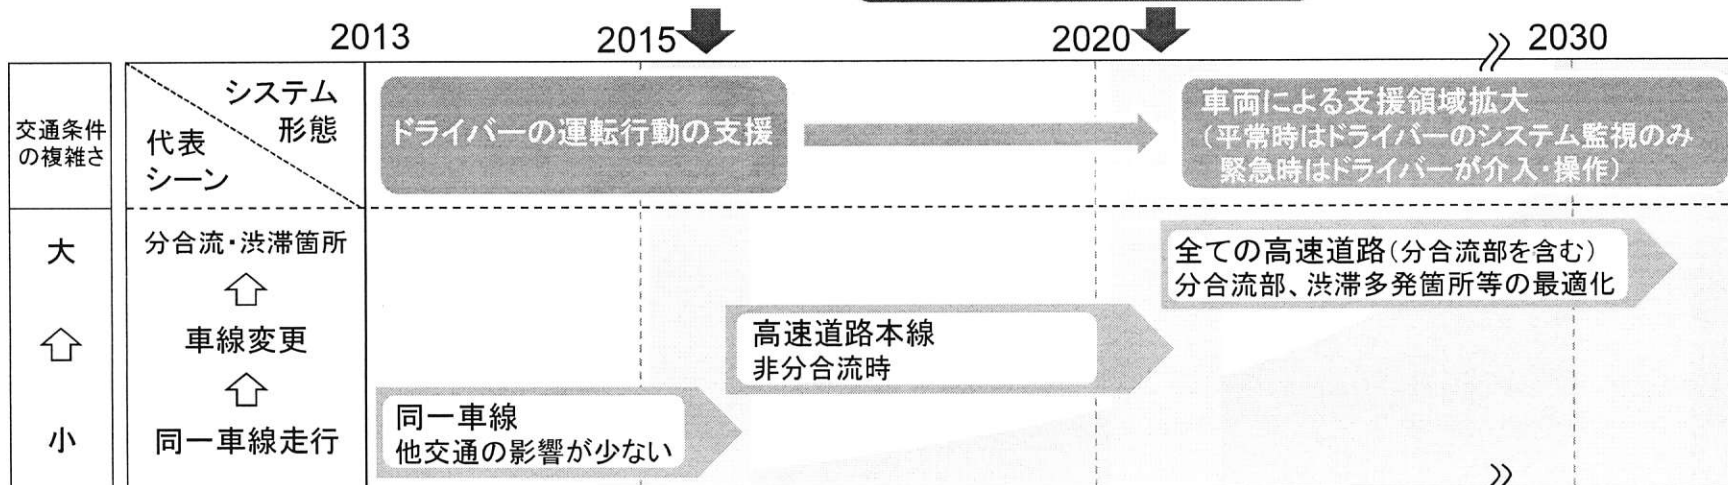 2013
2015
2020
2030
交通条件
の複雑さ
システム
形態
代表
シーン
ドライバーの運転行動の支援
車両による支援領域拡大
(平常時はドライバーのシステム監視のみ
緊急時はドライバーが介入・操作)
大
分合流・渋滞箇所
全ての高速道路(分合流部を含む)
分合流部、渋滞多発箇所等の最適化
車線変更
高速道路本線
非分合流時
小
同一車線走行
同一車線
他交通の影響が少ない